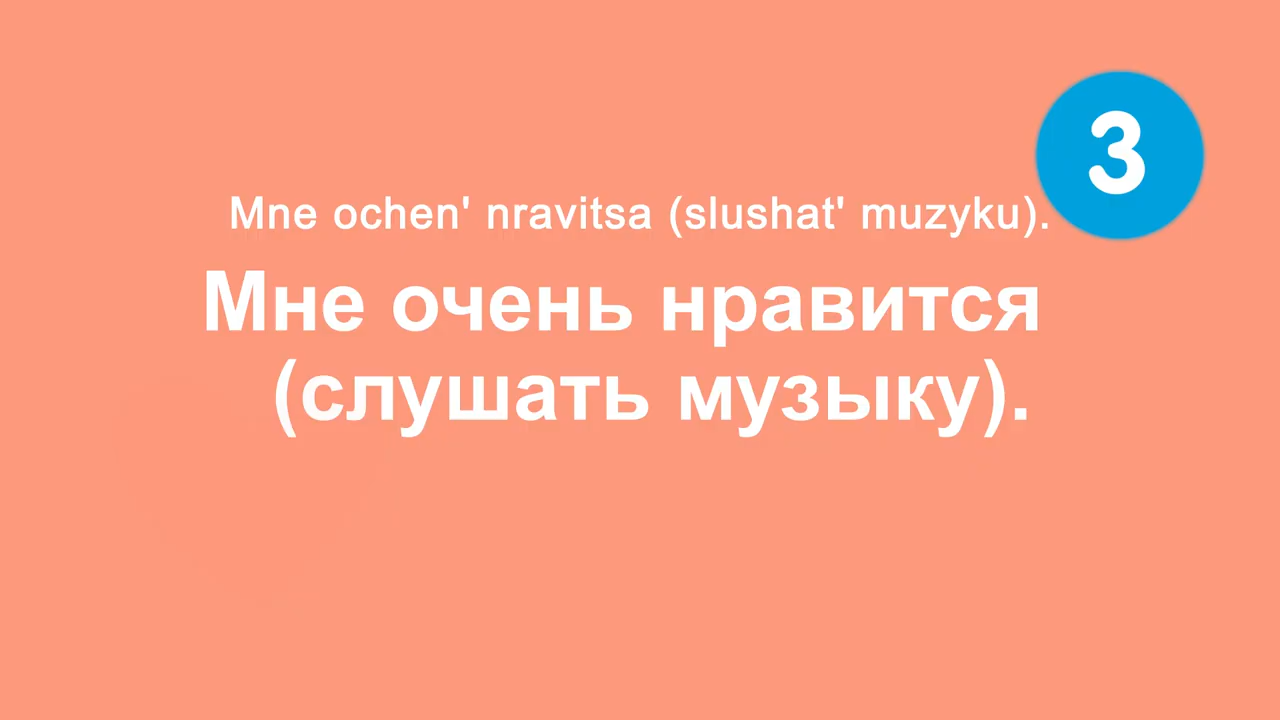 3
Mne ochen' nravitsa (slushat' muzyku).
Мне очень нравится
(слушать музыку).